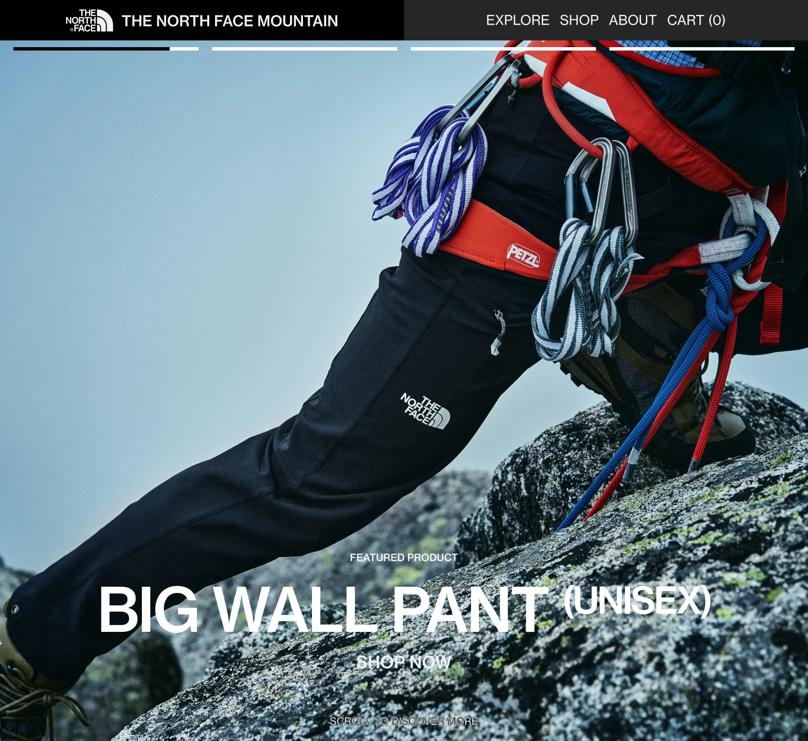 THE NORTH FACE
THE NORTH FACE MOUNTAIN
EXPLORE SHOP ABOUT CART (0)
PETZL
THE
NORTH
FACE
FEATURED PRODUCT
BIG WALL PANT (UNISEX)
SHOP NOW
SCROLL TO DISCOVER MORE